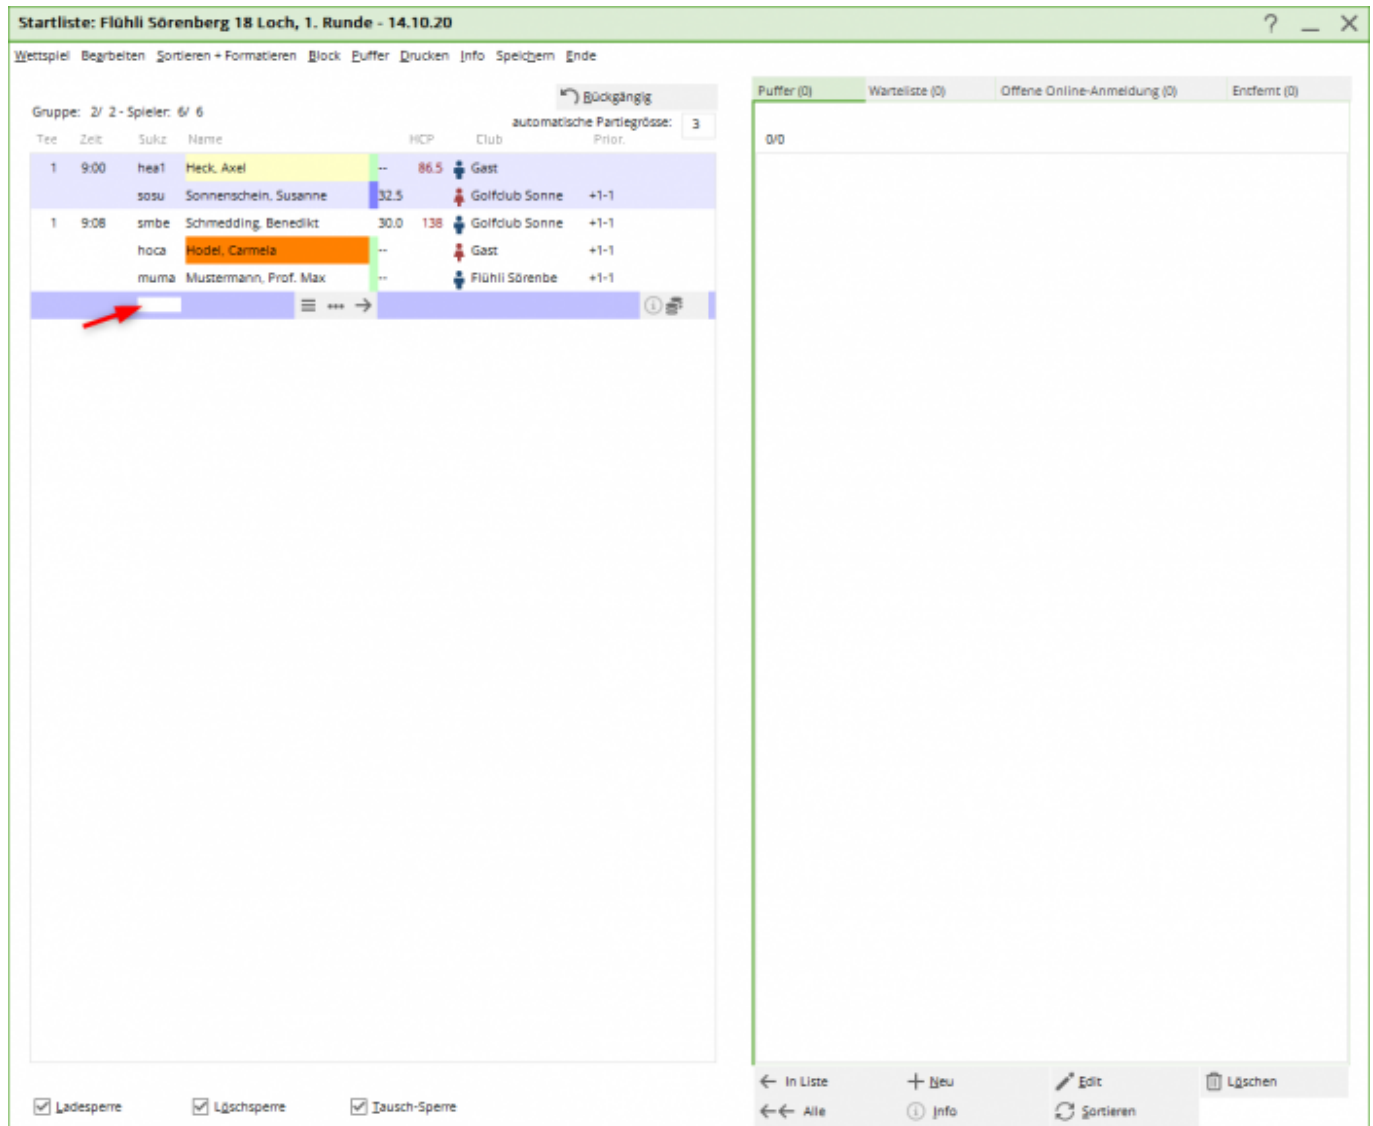 Startliste: Flühli Sörenberg 18 Loch, 1. Runde - 14.10.20
Wettspiel Bearbeiten Sortieren + Formatieren Block Puffer Drucken Info Speichern Ende
Rückgängig
Gruppe: 2/ 2 - Spieler: 6/ 6
automatische Partiegrösse: 3
Tee Zeit Sukz Name HCP Club Prior.
1 9:00 hea1 Heck, Axel -- 86.5 Gast
sosu Sonnenschein, Susanne 32.5 Golfclub Sonne +1-1
1 9:08 smbe Schmedding, Benedikt 30.0 138 Golfclub Sonne +1-1
hoca Hodel, Carmela -- Gast +1-1
muma Mustermann, Prof. Max -- Flühli Sörenbe +1-1
Ladesperre Löschsperre Tausch-Sperre
Puffer (0) Warteliste (0) Offene Online-Anmeldung (0) Entfernt (0)
0/0
In Liste Neu Edit Löschen
Alle Info Sortieren